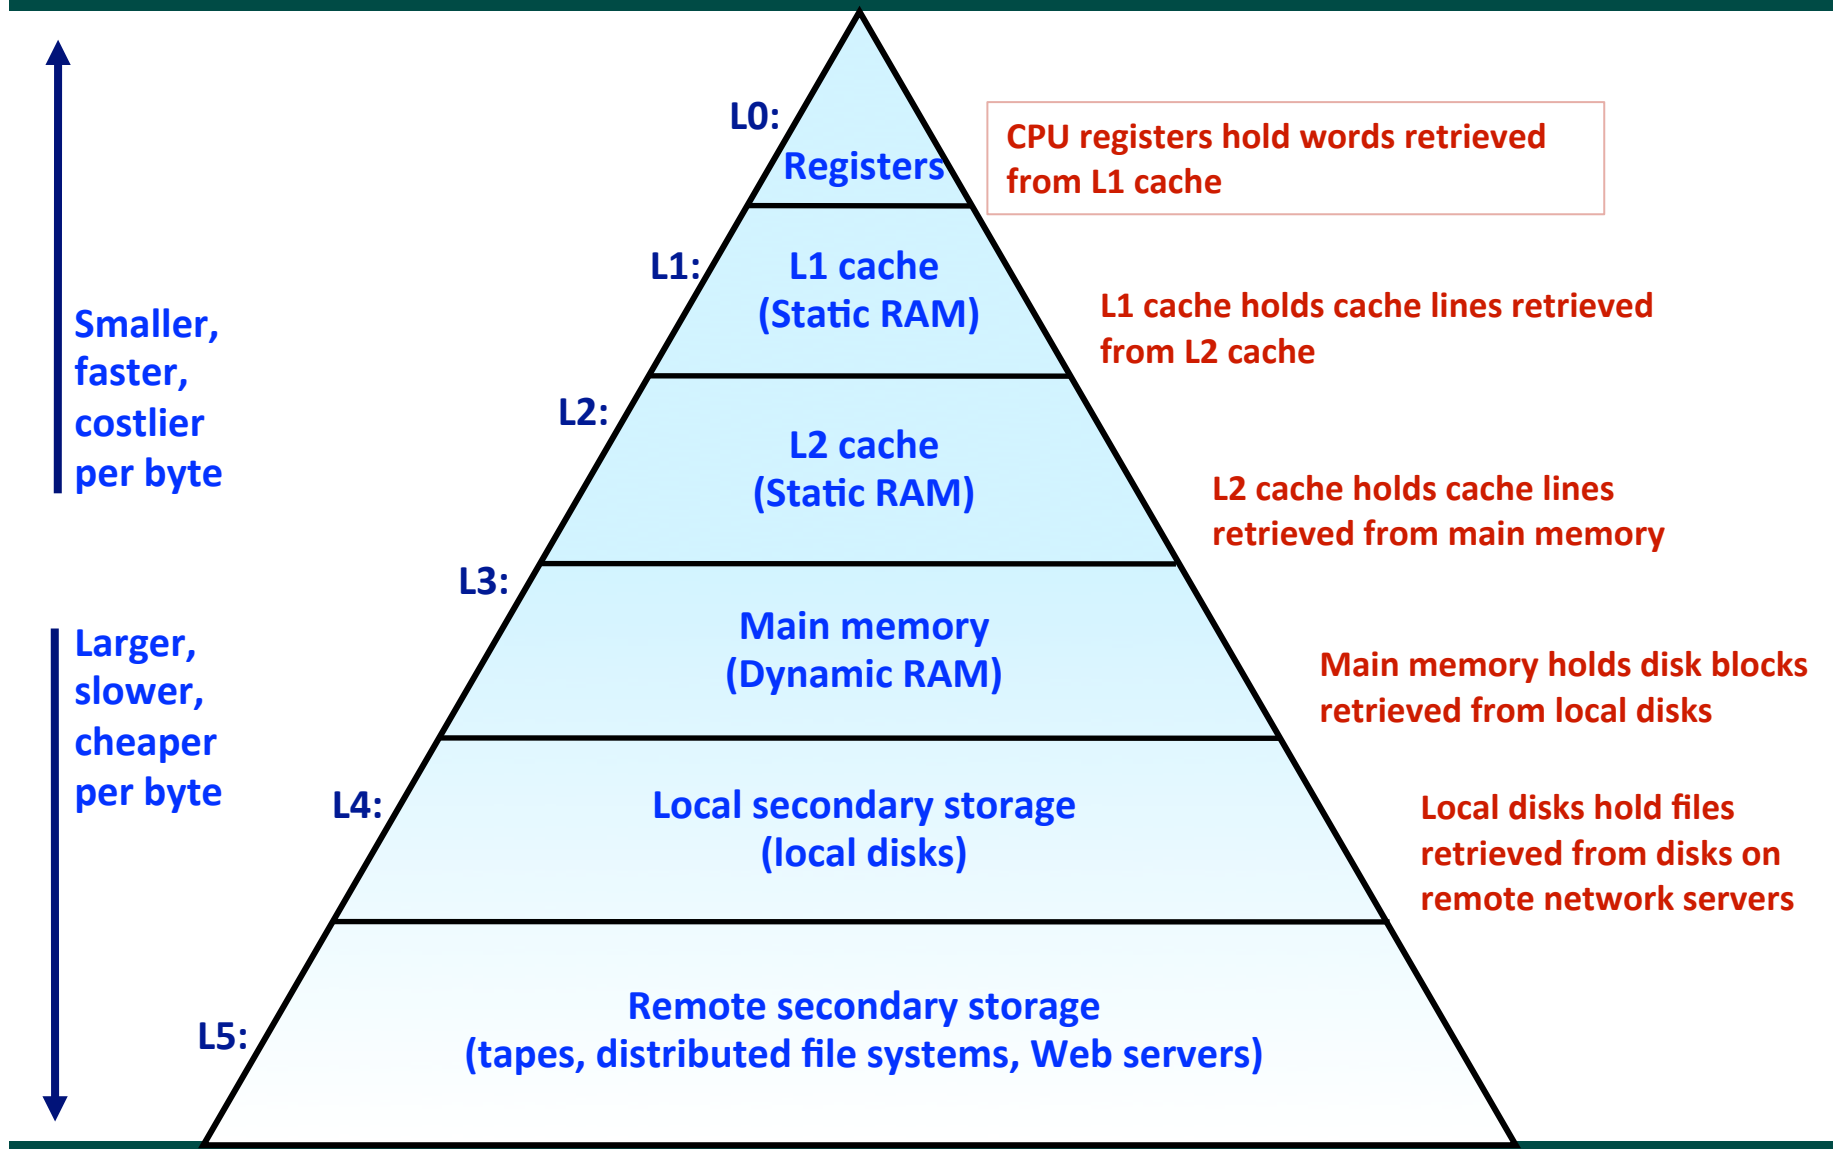 L0:
Registers
CPU registers hold words retrieved
from L1 cache
L1:
L1 cache
(Static RAM)
L1 cache holds cache lines retrieved
from L2 cache
Smaller,
faster,
costlier
per byte
L2:
L2 cache
(Static RAM)
L2 cache holds cache lines
retrieved from main memory
L3:
Main memory
(Dynamic RAM)
Main memory holds disk blocks
retrieved from local disks
Larger,
slower,
cheaper
per byte
L4:
Local secondary storage
(local disks)
Local disks hold files
retrieved from disks on
remote network servers
L5:
Remote secondary storage
(tapes, distributed file systems, Web servers)